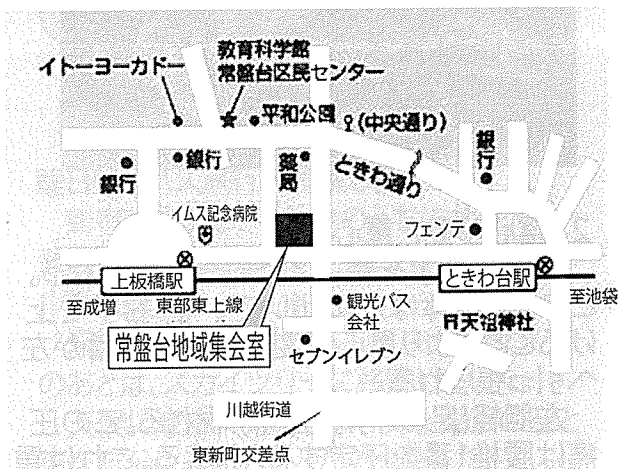 教育科学館
イトーヨーカドー
常盤台区民センター
平和公園
(中央通り)
銀行
銀行
銀行
薬局
ときわ通り
イムス記念病院
フェンテ
上板橋駅
ときわ台駅
至成増
東部東上線
観光バス
会社
至池袋
天祖神社
常盤台地域集会室
セブンイレブン
川越街道
東新町交差点